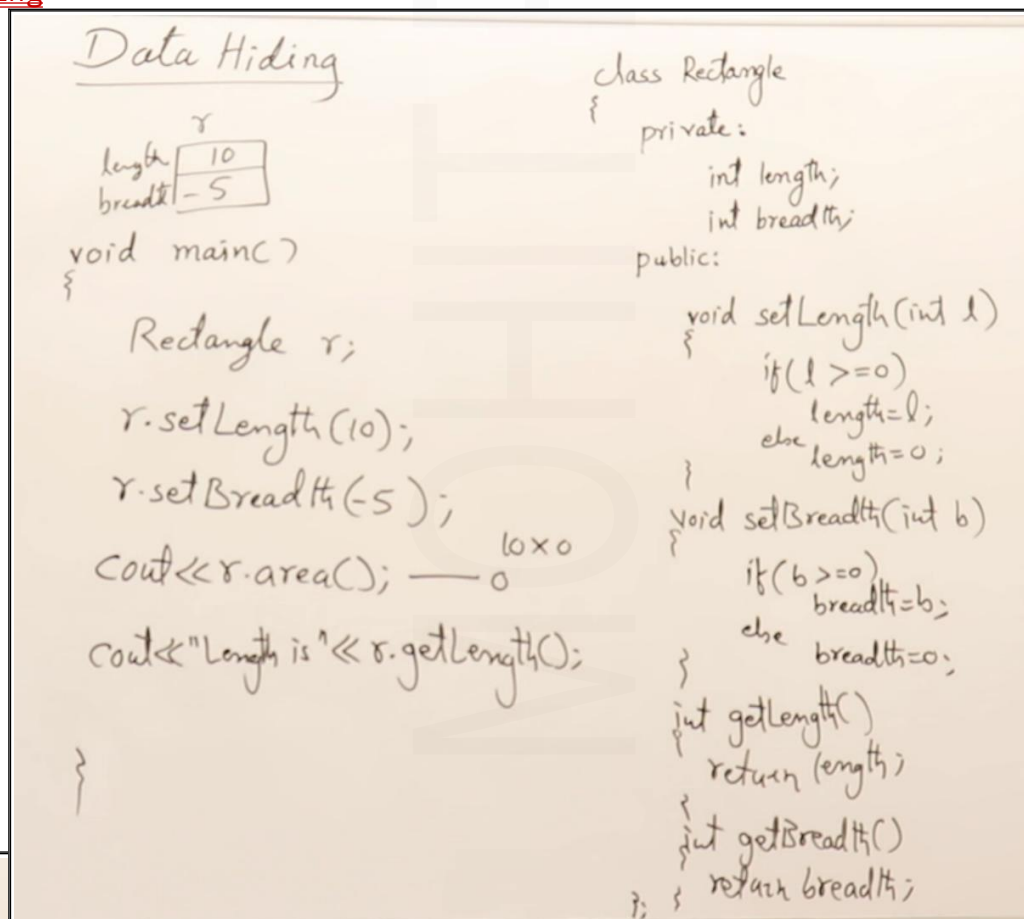 Data Hiding
r
length 10
breadth -5
void main()
{
Rectangle r;
r.setLength(10);
r.setBreadth(-5);
10x0
cout<<r.area(); —— 0
cout<<"Length is"<< r.getLength();
}
class Rectangle
{
private:
int length;
int breadth;
public:
void setLength(int l)
{
if(l >=0)
length=l;
else
length=0;
}
void setBreadth(int b)
{
if(b >=0)
breadth=b;
else
breadth=0;
}
int getLength()
{
return length;
}
int getBreadth()
{
return breadth;
}; }
MOHIT